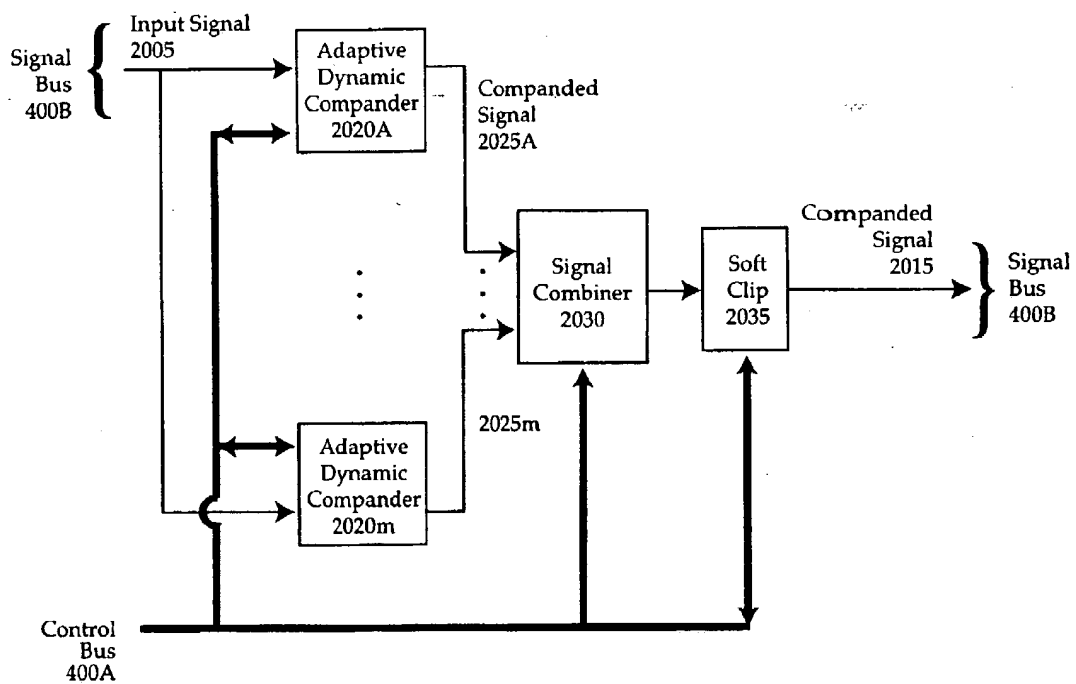 Input Signal
2005
Signal
Bus
400B
Adaptive
Dynamic
Compander
2020A
Companded
Signal
2025A
Signal
Combiner
2030
Soft
Clip
2035
Companded
Signal
2015
Signal
Bus
400B
2025m
Adaptive
Dynamic
Compander
2020m
Control
Bus
400A